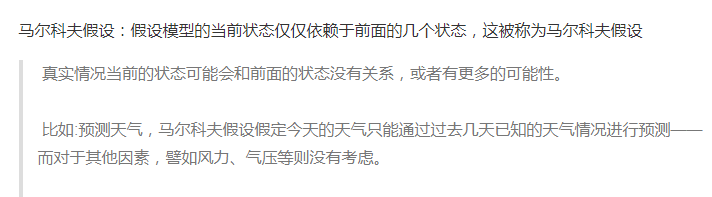 马尔科夫假设：假设模型的当前状态仅仅依赖于前面的几个状态，这被称为马尔科夫假设
真实情况当前的状态可能会和前面的状态没有关系，或者有更多的可能性。
比如:预测天气，马尔科夫假设假定今天的天气只能通过过去几天已知的天气情况进行预测——
而对于其他因素，譬如风力、气压等则没有考虑。